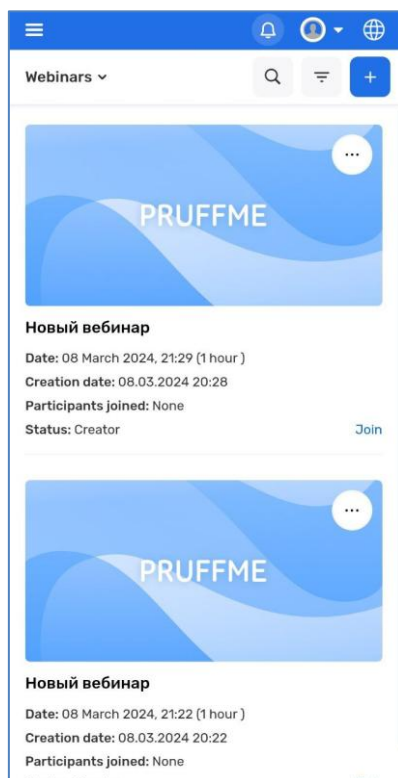 Webinars
PRUFFME
Новый вебинар
Date: 08 March 2024, 21:29 (1 hour )
Creation date: 08.03.2024 20:28
Participants joined: None
Status: Creator Join
PRUFFME
Новый вебинар
Date: 08 March 2024, 21:22 (1 hour )
Creation date: 08.03.2024 20:22
Participants joined: None